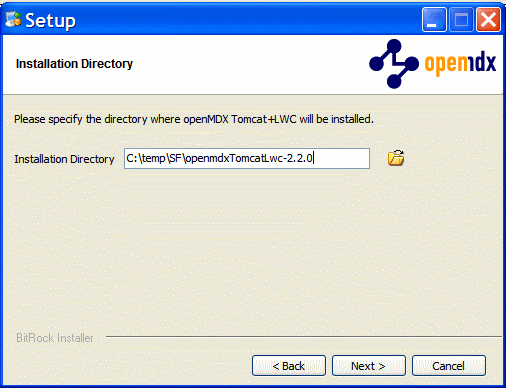 Setup
Installation Directory
openmdx
Please specify the directory where openMDX Tomcat+LWC will be installed.
Installation Directory
C:\temp\SF\openmdxTomcatLwc-2.2.0
BitRock Installer
< Back
Next >
Cancel